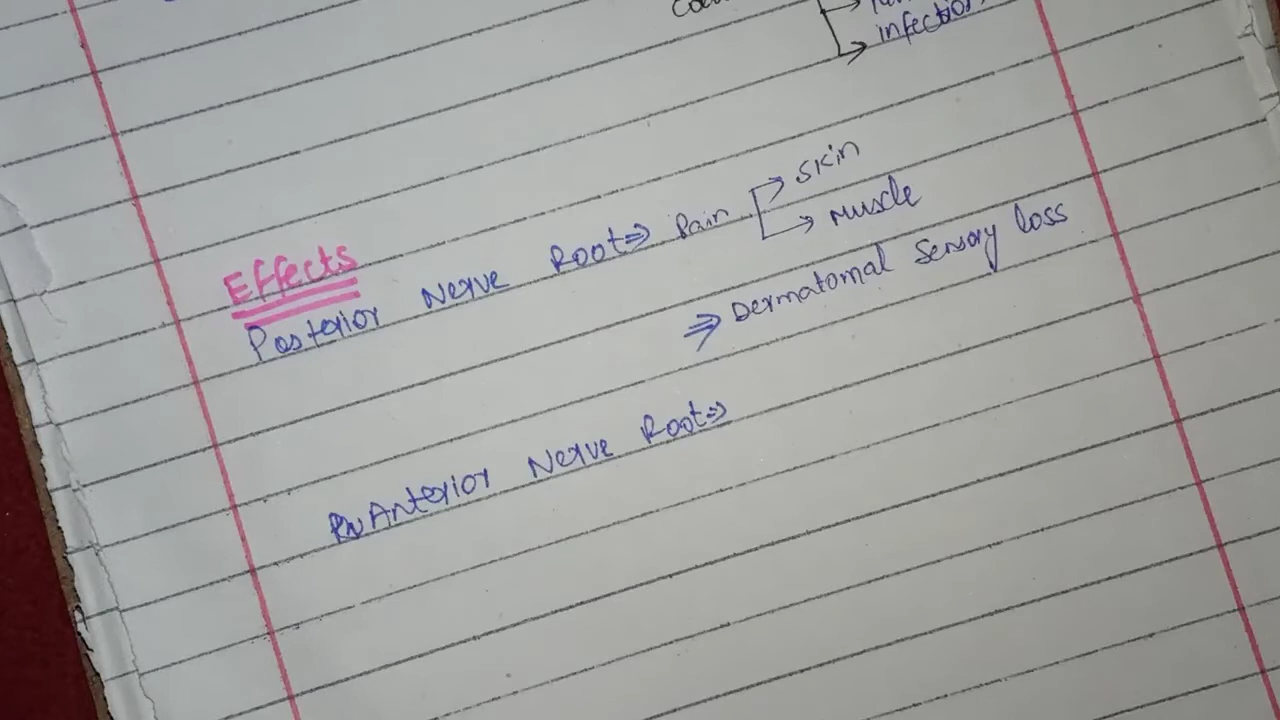 infection
Effects
Posterior Nerve Root⇒ Pain → Skin
→ Muscle
⇒ Dermatomal Sensory loss
Anterior Nerve Root⇒